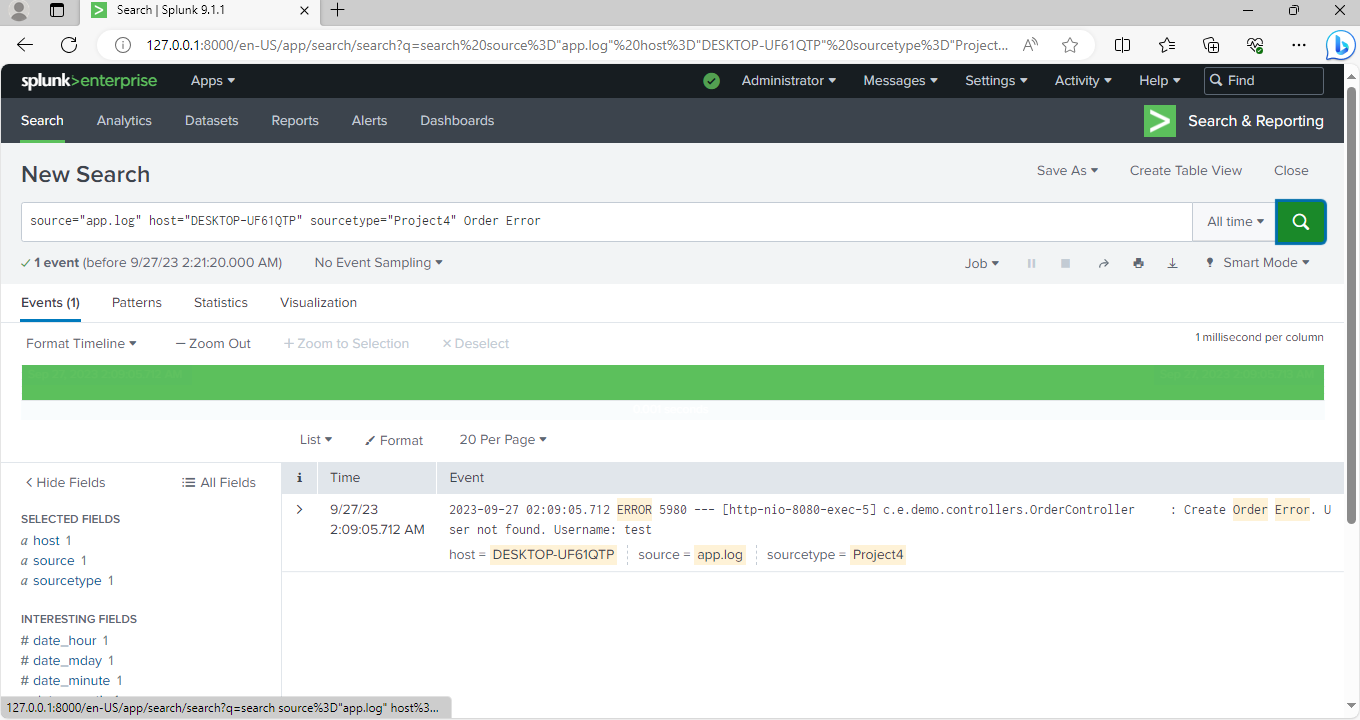 Search | Splunk 9.1.1
127.0.0.1:8000/en-US/app/search/search?q=search%20source%3D"app.log"%20host%3D"DESKTOP-UF61QTP"%20sourcetype%3D"Project...
splunk>enterprise Apps Administrator Messages Settings Activity Help Find
Search Analytics Datasets Reports Alerts Dashboards Search & Reporting
New Search Save As Create Table View Close
source="app.log" host="DESKTOP-UF61QTP" sourcetype="Project4" Order Error All time
1 event (before 9/27/23 2:21:20.000 AM) No Event Sampling Job Smart Mode
Events (1) Patterns Statistics Visualization
Format Timeline — Zoom Out + Zoom to Selection × Deselect 1 millisecond per column
List Format 20 Per Page
< Hide Fields All Fields i Time Event
SELECTED FIELDS
a host 1
a source 1
a sourcetype 1
INTERESTING FIELDS
# date_hour 1
# date_mday 1
# date_minute 1
> 9/27/23 2023-09-27 02:09:05.712 ERROR 5980 --- [http-nio-8080-exec-5] c.e.demo.controllers.OrderController : Create Order Error. U
2:09:05.712 AM ser not found. Username: test
host = DESKTOP-UF61QTP source = app.log sourcetype = Project4
127.0.0.1:8000/en-US/app/search/search?q=search source%3D"app.log" host%3...